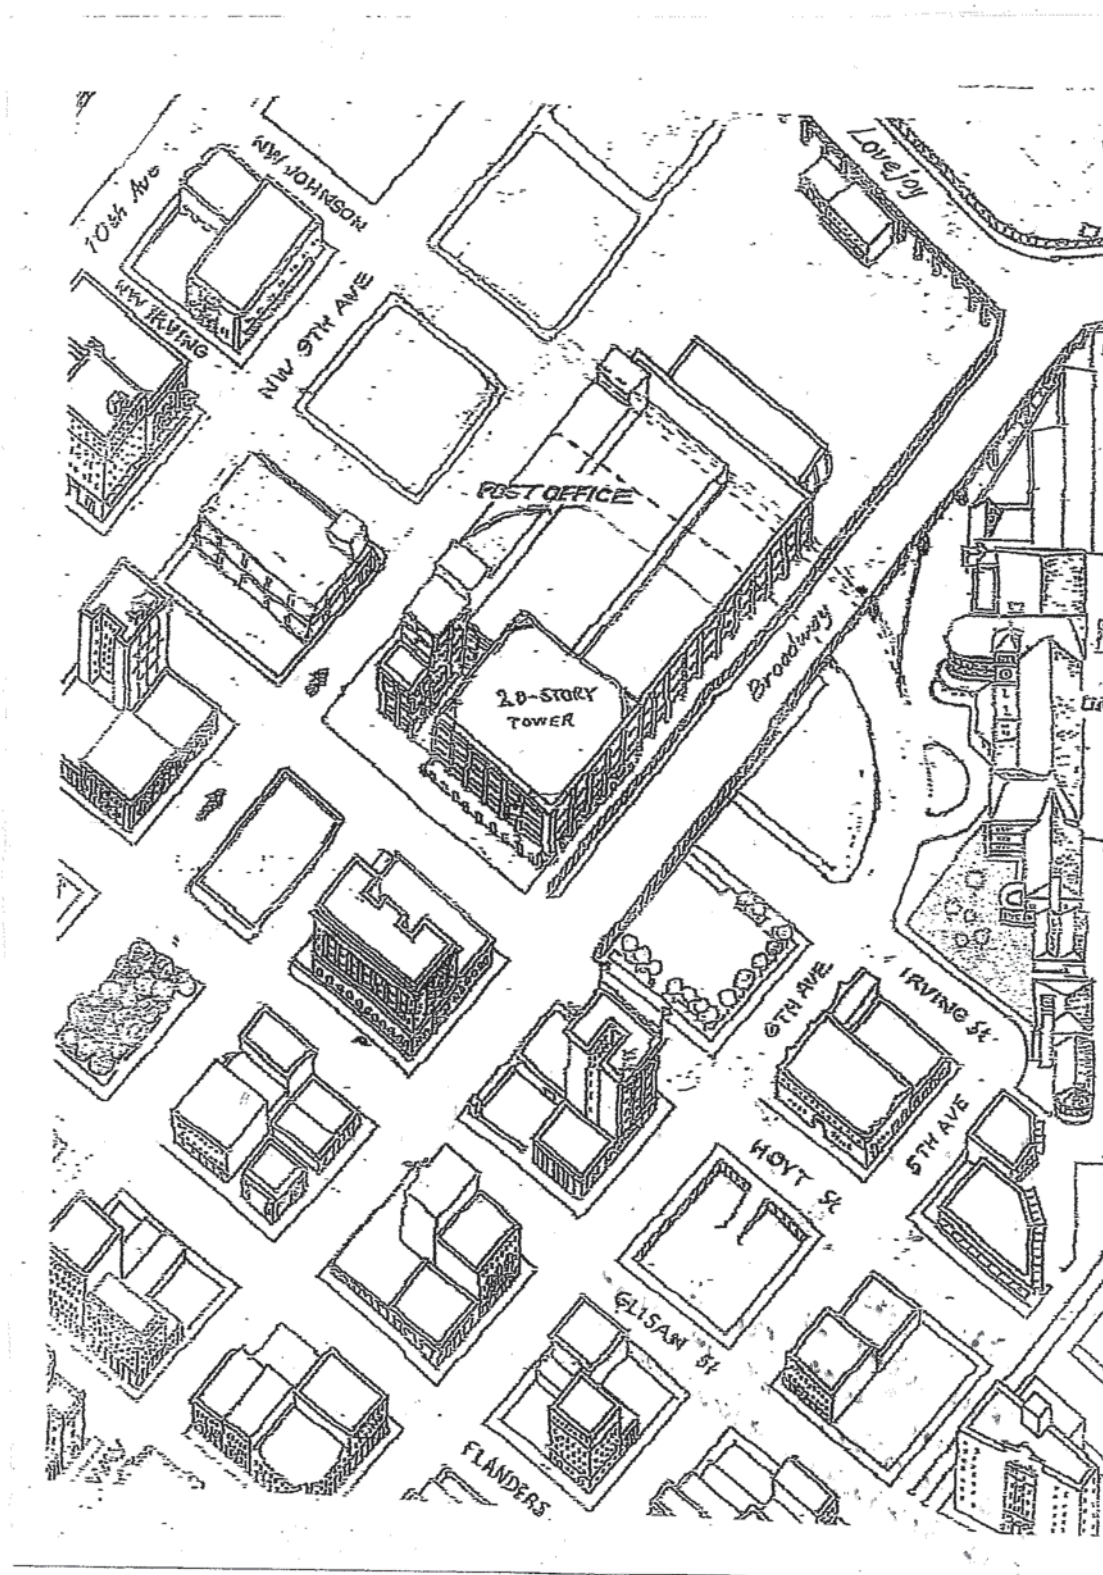 Lovejoy
NW JOHNSON
10th Ave
NW IRVING
NW 9TH AVE
POST OFFICE
Broadway
20-STORY
TOWER
6TH AVE
IRVING St
5TH AVE
HOYT St
GLISAN St
FLANDERS